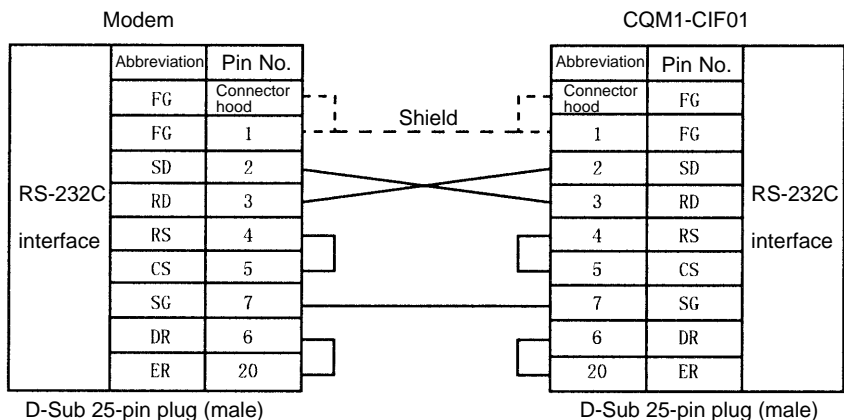 Modem
CQM1-CIF01
Abbreviation Pin No.
FG Connector hood
FG 1
SD 2
RD 3
RS 4
CS 5
SG 7
DR 6
ER 20
RS-232C
interface
Shield
Abbreviation Pin No.
Connector hood FG
1 FG
2 SD
3 RD
4 RS
5 CS
7 SG
6 DR
20 ER
RS-232C
interface
D-Sub 25-pin plug (male)
D-Sub 25-pin plug (male)